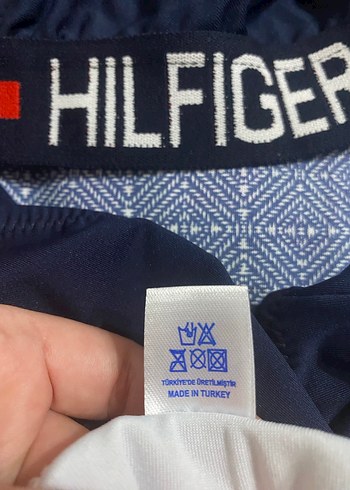 HILFIGER
TÜRKİYE'DE ÜRETİLMİŞTİR
MADE IN TURKEY